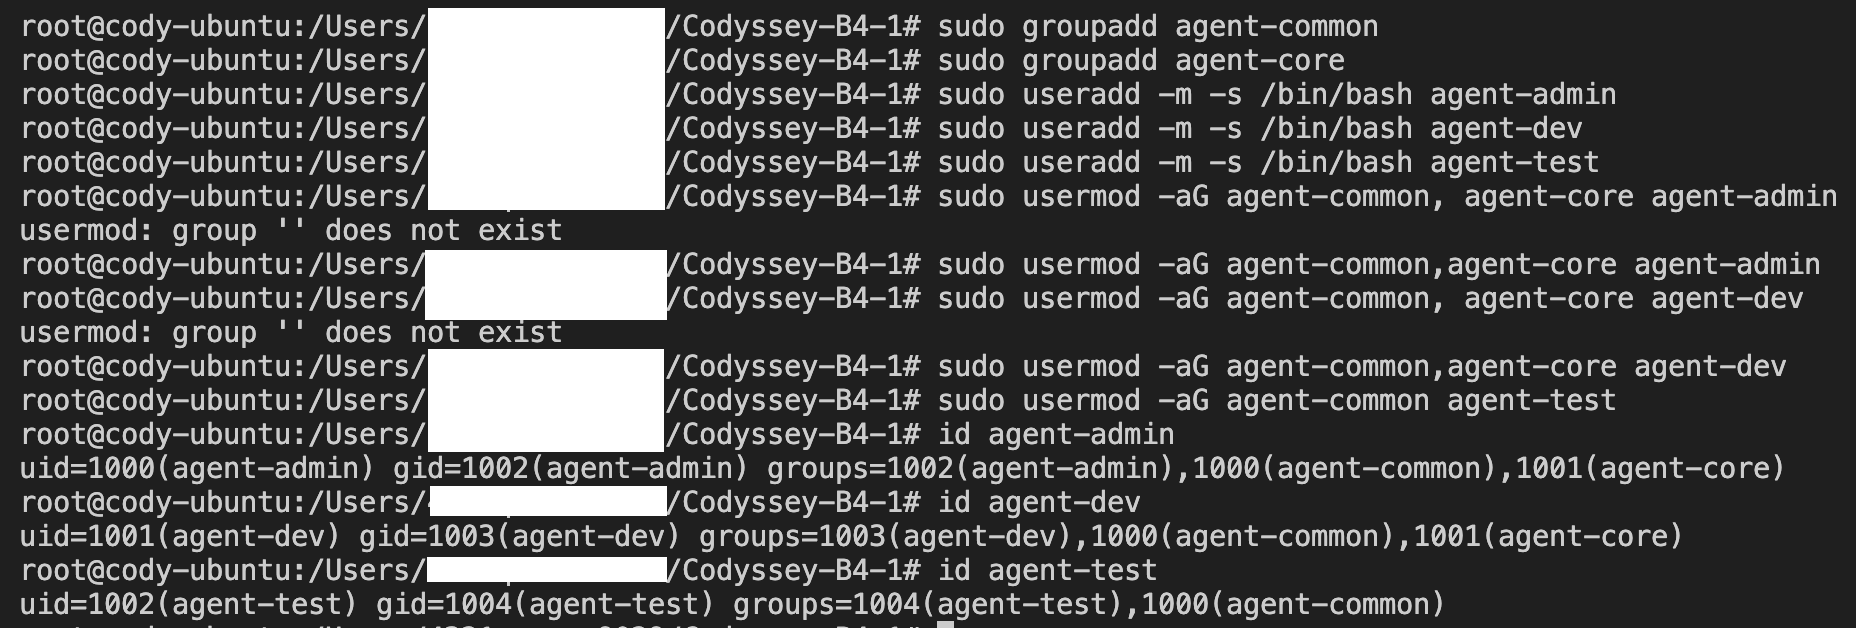 root@cody-ubuntu:/Users/ /Codyssey-B4-1# sudo groupadd agent-common
root@cody-ubuntu:/Users/ /Codyssey-B4-1# sudo groupadd agent-core
root@cody-ubuntu:/Users/ /Codyssey-B4-1# sudo useradd -m -s /bin/bash agent-admin
root@cody-ubuntu:/Users/ /Codyssey-B4-1# sudo useradd -m -s /bin/bash agent-dev
root@cody-ubuntu:/Users/ /Codyssey-B4-1# sudo useradd -m -s /bin/bash agent-test
root@cody-ubuntu:/Users/ /Codyssey-B4-1# sudo usermod -aG agent-common, agent-core agent-admin
usermod: group '' does not exist
root@cody-ubuntu:/Users/ /Codyssey-B4-1# sudo usermod -aG agent-common,agent-core agent-admin
root@cody-ubuntu:/Users/ /Codyssey-B4-1# sudo usermod -aG agent-common, agent-core agent-dev
usermod: group '' does not exist
root@cody-ubuntu:/Users/ /Codyssey-B4-1# sudo usermod -aG agent-common,agent-core agent-dev
root@cody-ubuntu:/Users/ /Codyssey-B4-1# sudo usermod -aG agent-common agent-test
root@cody-ubuntu:/Users/ /Codyssey-B4-1# id agent-admin
uid=1000(agent-admin) gid=1002(agent-admin) groups=1002(agent-admin),1000(agent-common),1001(agent-core)
root@cody-ubuntu:/Users/ /Codyssey-B4-1# id agent-dev
uid=1001(agent-dev) gid=1003(agent-dev) groups=1003(agent-dev),1000(agent-common),1001(agent-core)
root@cody-ubuntu:/Users/ /Codyssey-B4-1# id agent-test
uid=1002(agent-test) gid=1004(agent-test) groups=1004(agent-test),1000(agent-common)